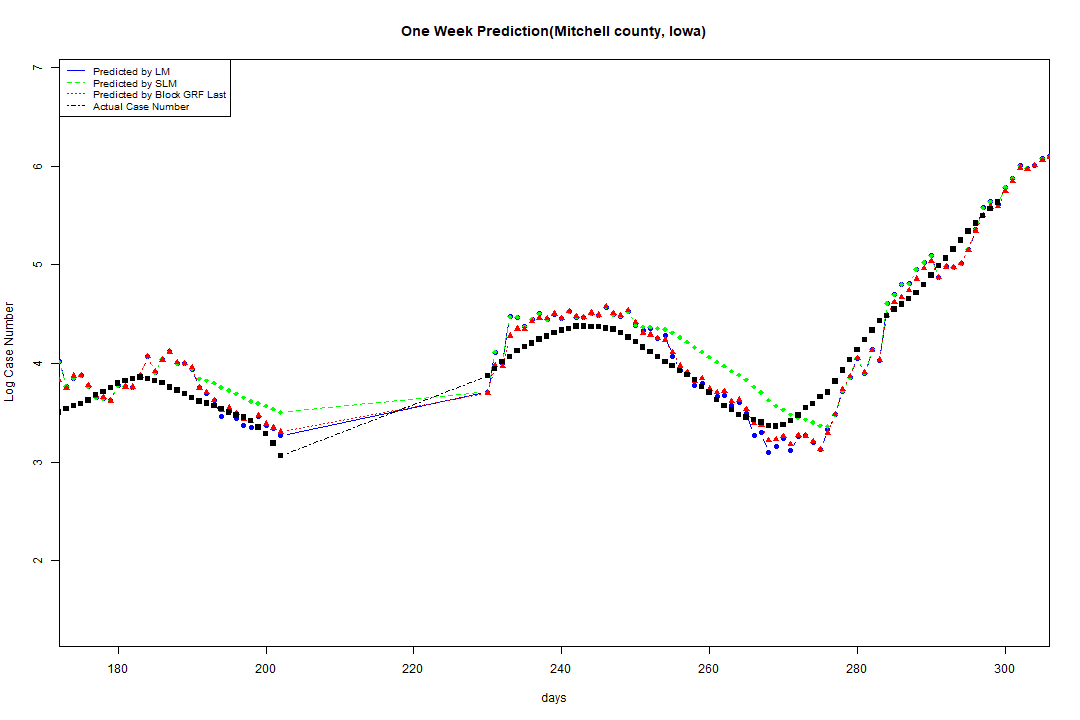 One Week Prediction(Mitchell county, Iowa)
Predicted by LM
Predicted by SLM
Predicted by Block GRF Last
Actual Case Number
7
6
5
4
3
2
Log Case Number
180 200 220 240 260 280 300
days